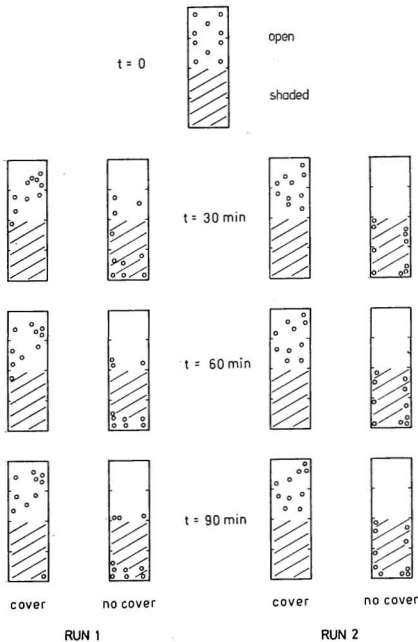 open
t = 0
shaded
t = 30 min
t = 60 min
t = 90 min
cover
no cover
cover
no cover
RUN 1
RUN 2